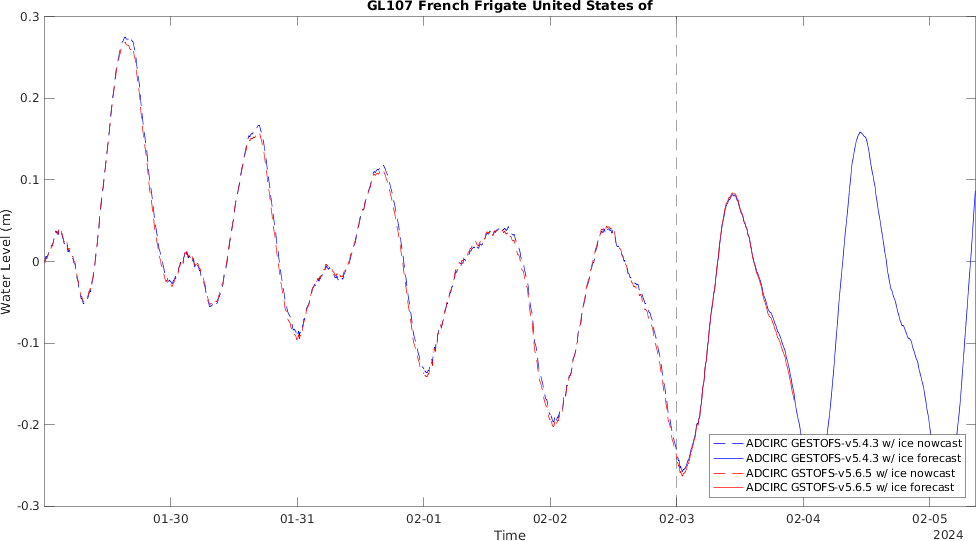 GL107 French Frigate United States of
0.3
0.2
0.1
0
-0.1
-0.2
-0.3
Water Level (m)
ADCIRC GESTOFS-v5.4.3 w/ ice nowcast
ADCIRC GESTOFS-v5.4.3 w/ ice forecast
ADCIRC GSTOFS-v5.6.5 w/ ice nowcast
ADCIRC GSTOFS-v5.6.5 w/ ice forecast
01-30 01-31 02-01 02-02 02-03 02-04 02-05
Time 2024